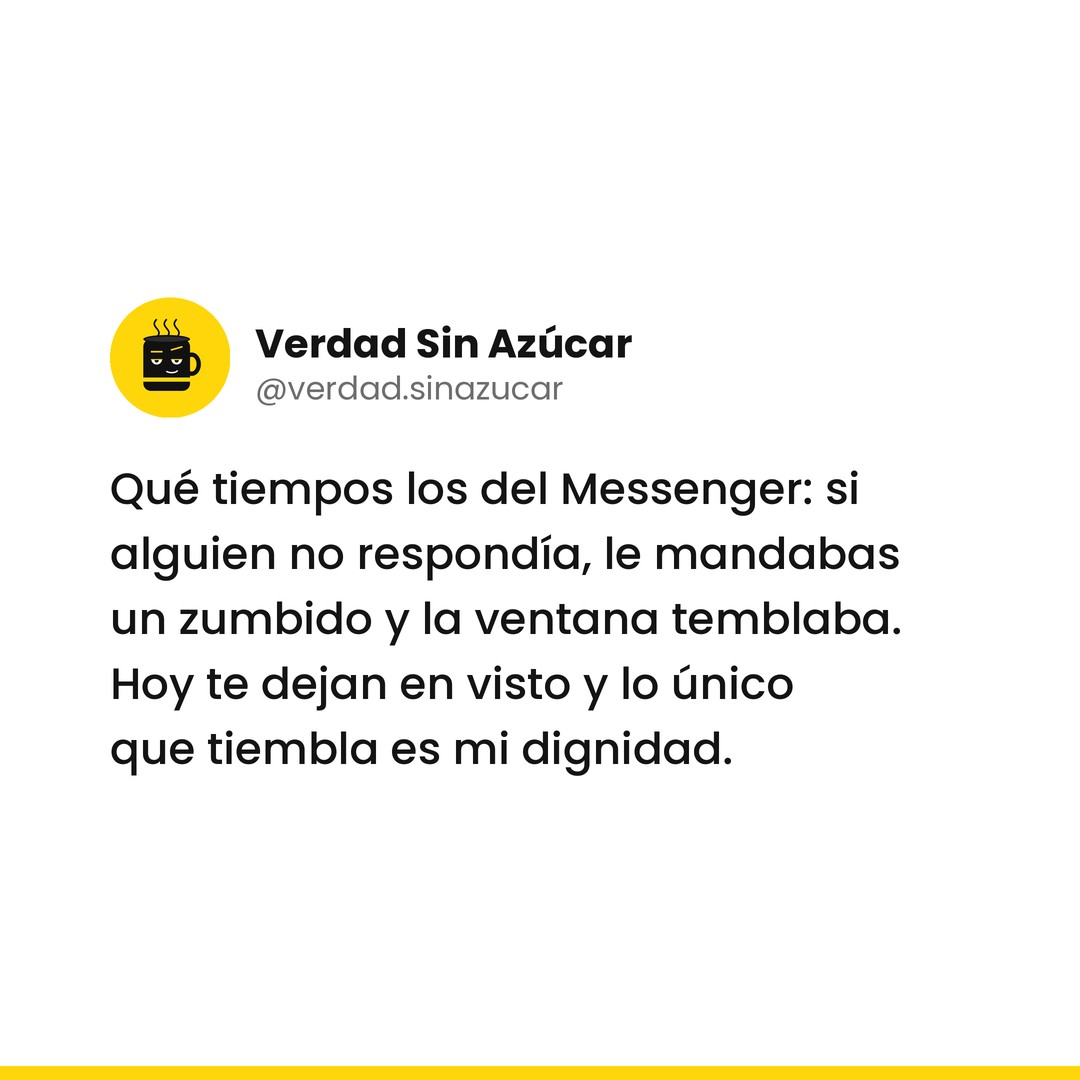 Verdad Sin Azúcar
@verdad.sinazucar
Qué tiempos los del Messenger: si
alguien no respondía, le mandabas
un zumbido y la ventana temblaba.
Hoy te dejan en visto y lo único
que tiembla es mi dignidad.